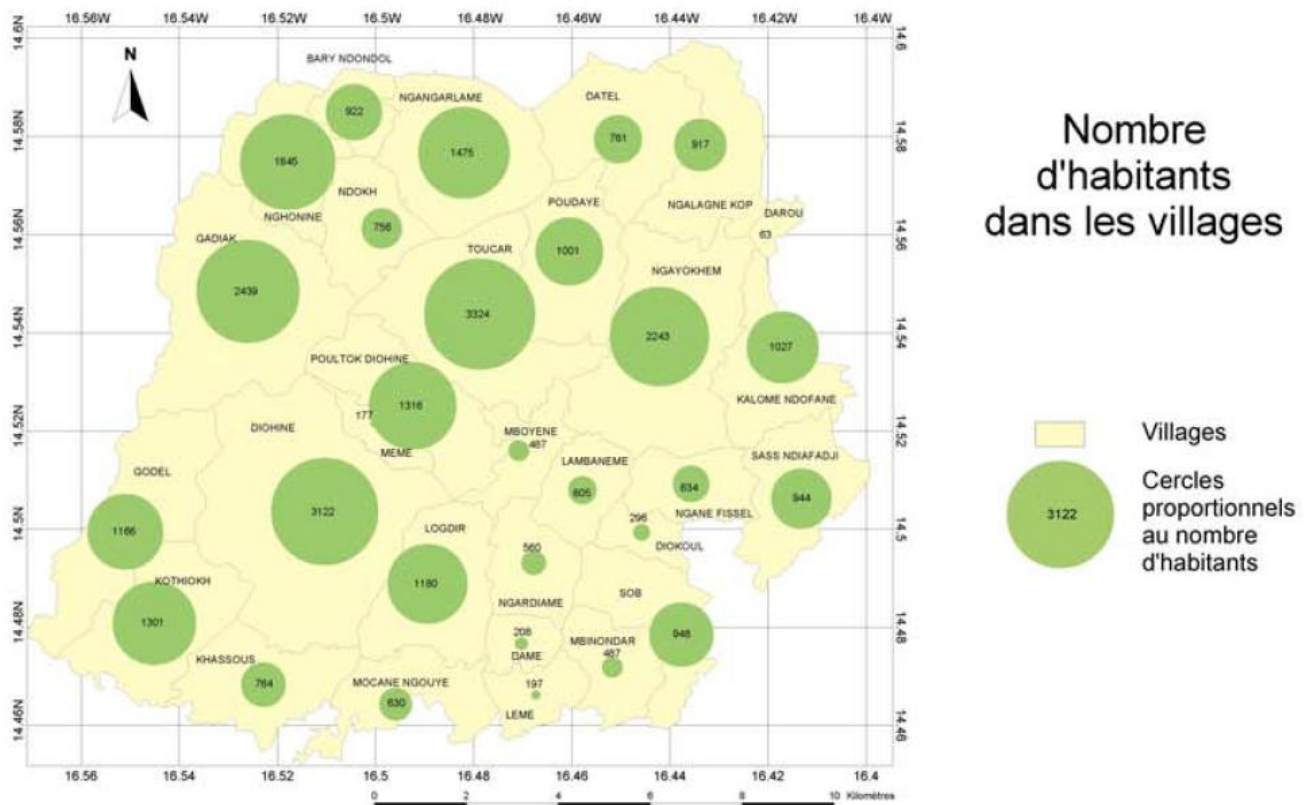 16.56W 16.54W 16.52W 16.5W 16.48W 16.46W 16.44W 16.42W 16.4W
14.6N 14.6
N
BARY NDONDOL
922
NGANGARLAME
DATEL
14.58N 14.58
1645
1475
761
917
NDOKH
NGHONINE
756
POUDAYE
NGALAGNE KOP
DAROU
63
14.56N 14.56
GADIAK
TOUCAR
1001
NGAYOKHEM
2439
3324
2243
1027
14.54N 14.54
POULTOK DIOHINE
1316
177
KALOME NDOFANE
14.52N 14.52
DIOHINE
MEME
MBOYENE
487
LAMBANEME
SASS NDIAFADJI
GODEL
605
634
944
3122
LOGDIR
296
NGANE FISSEL
1166
14.5N 14.5
560
DIOKOUL
KOTHIOKH
1180
NGARDIAME
SOB
1301
14.48N 14.48
208
DAME
MBINONDAR
487
948
KHASSOUS
764
MOCANE NGOUYE
630
197
LEME
14.46N 14.46
16.56 16.54 16.52 16.5 16.48 16.46 16.44 16.42 16.4
0 2 4 6 8 10 Kilomètres
Nombre
d'habitants
dans les villages
Villages
3122
Cercles
proportionnels
au nombre
d'habitants